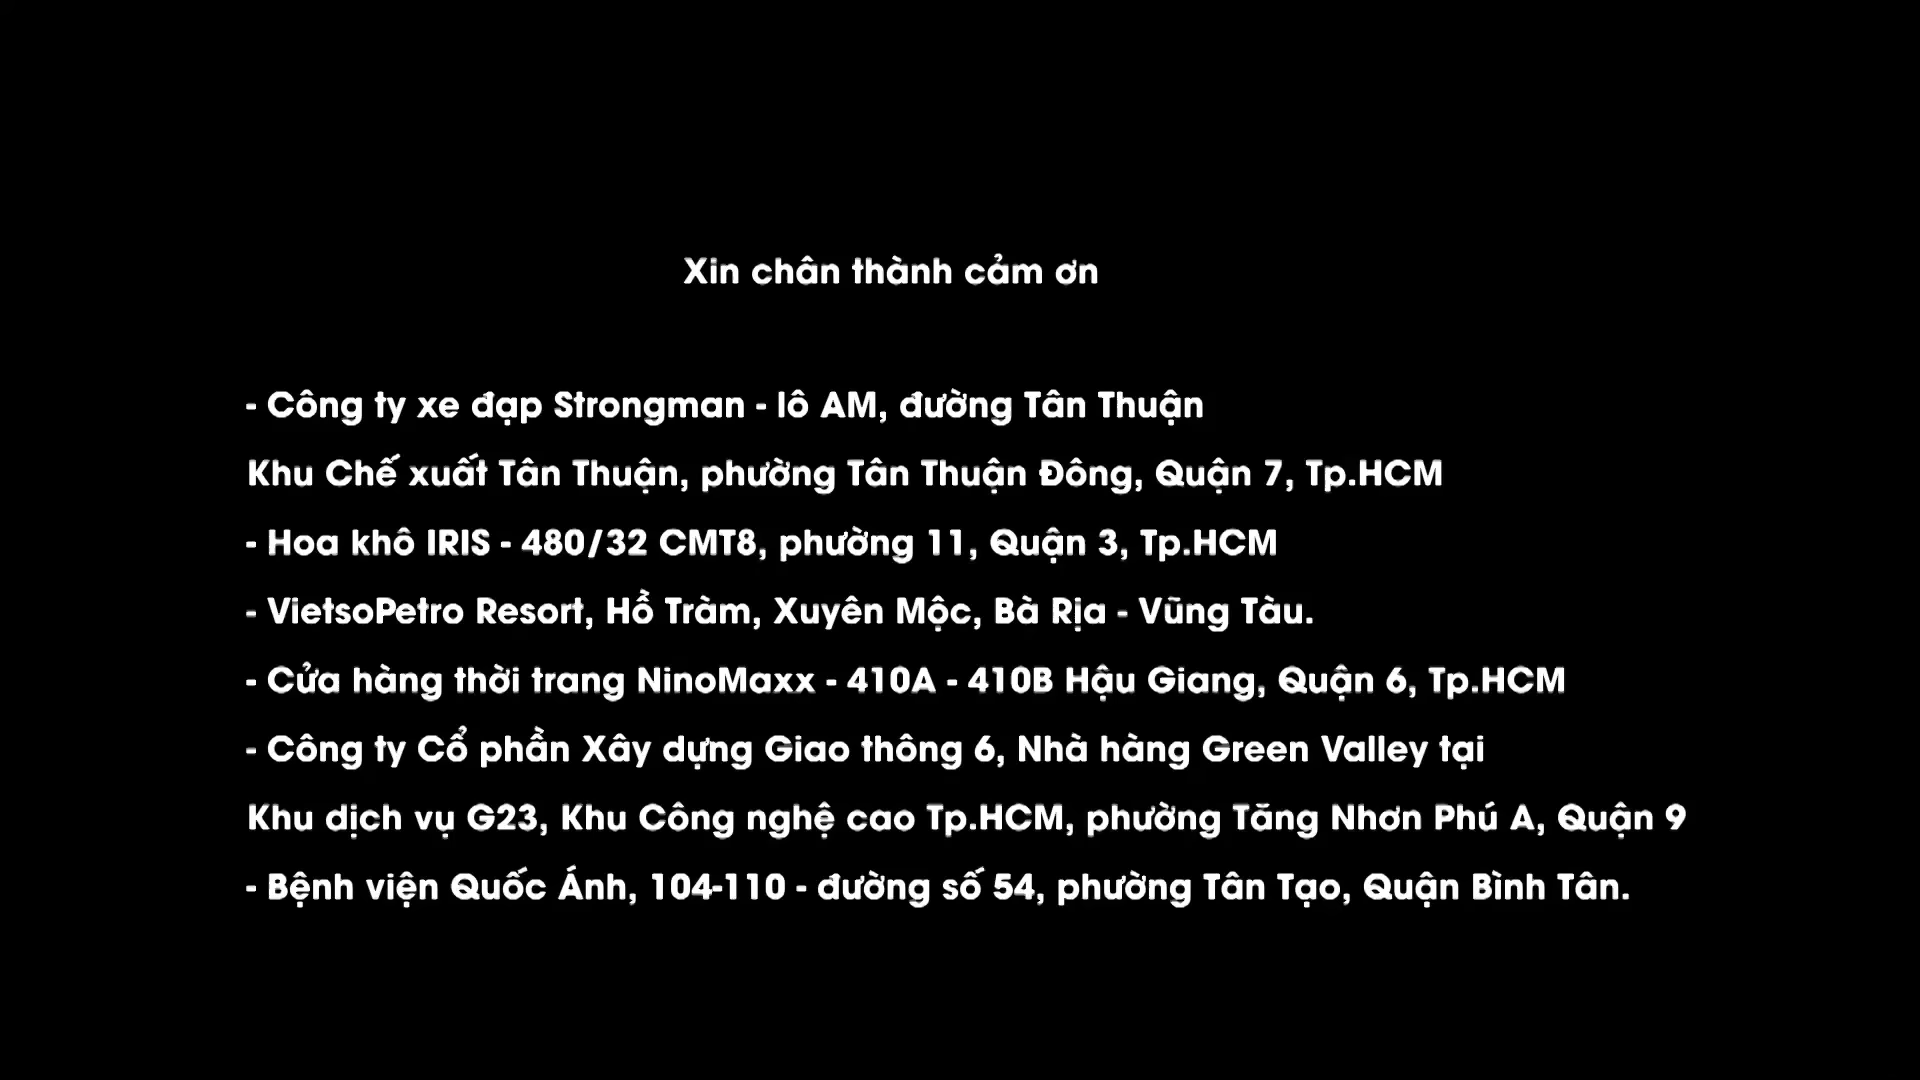 Xin chân thành cảm ơn
- Công ty xe đạp Strongman - lô AM, đường Tân Thuận
Khu Chế xuất Tân Thuận, phường Tân Thuận Đông, Quận 7, Tp.HCM
- Hoa khô IRIS - 480/32 CMT8, phường 11, Quận 3, Tp.HCM
- VietsoPetro Resort, Hồ Tràm, Xuyên Mộc, Bà Rịa - Vũng Tàu.
- Cửa hàng thời trang NinoMaxx - 410A - 410B Hậu Giang, Quận 6, Tp.HCM
- Công ty Cổ phần Xây dựng Giao thông 6, Nhà hàng Green Valley tại
Khu dịch vụ G23, Khu Công nghệ cao Tp.HCM, phường Tăng Nhơn Phú A, Quận 9
- Bệnh viện Quốc Ánh, 104-110 - đường số 54, phường Tân Tạo, Quận Bình Tân.